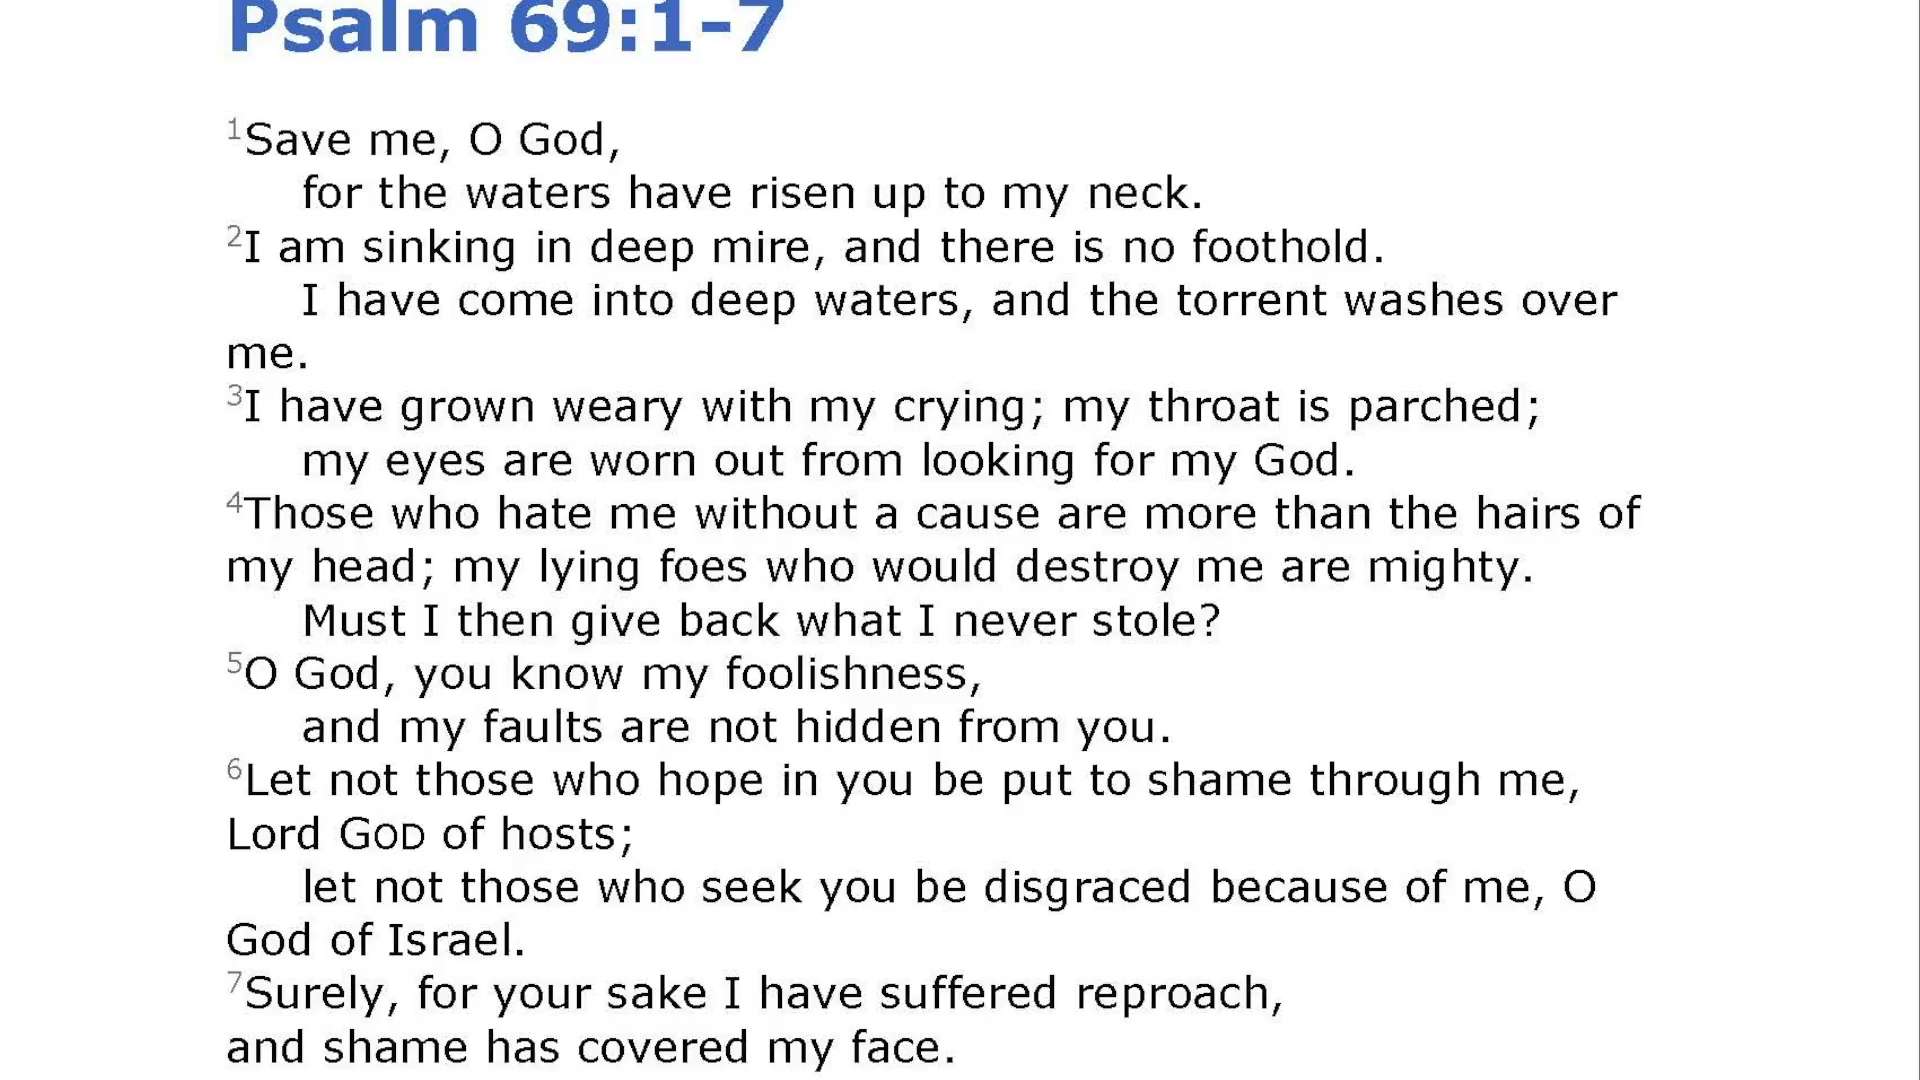 Psalm 69:1-7
¹Save me, O God,
for the waters have risen up to my neck.
²I am sinking in deep mire, and there is no foothold.
I have come into deep waters, and the torrent washes over
me.
³I have grown weary with my crying; my throat is parched;
my eyes are worn out from looking for my God.
⁴Those who hate me without a cause are more than the hairs of
my head; my lying foes who would destroy me are mighty.
Must I then give back what I never stole?
⁵O God, you know my foolishness,
and my faults are not hidden from you.
⁶Let not those who hope in you be put to shame through me,
Lord GOD of hosts;
let not those who seek you be disgraced because of me, O
God of Israel.
⁷Surely, for your sake I have suffered reproach,
and shame has covered my face.